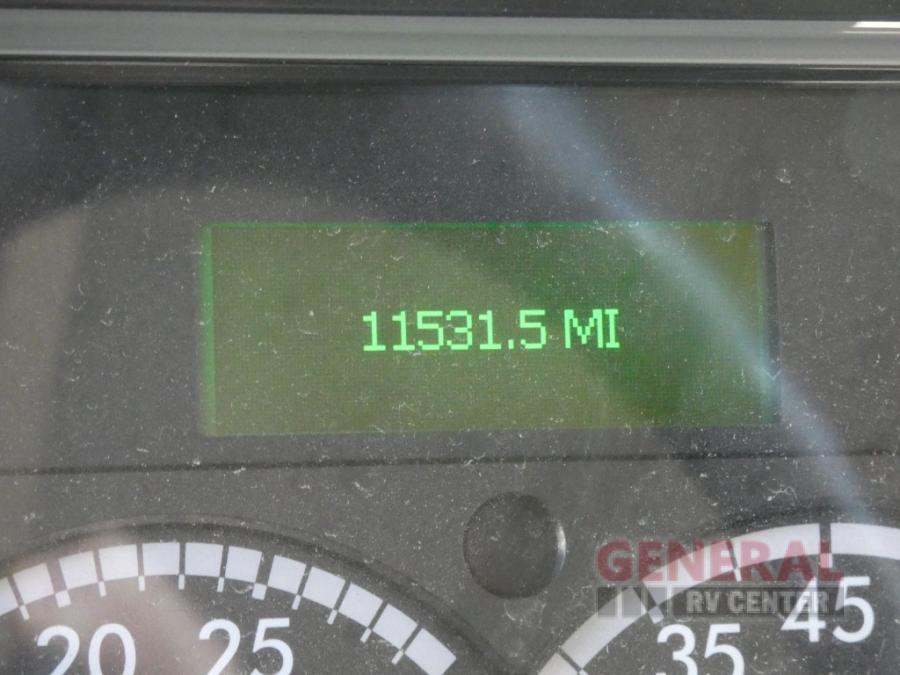 11531.5 MI
GENERAL
RV CENTER
20 25 35 45